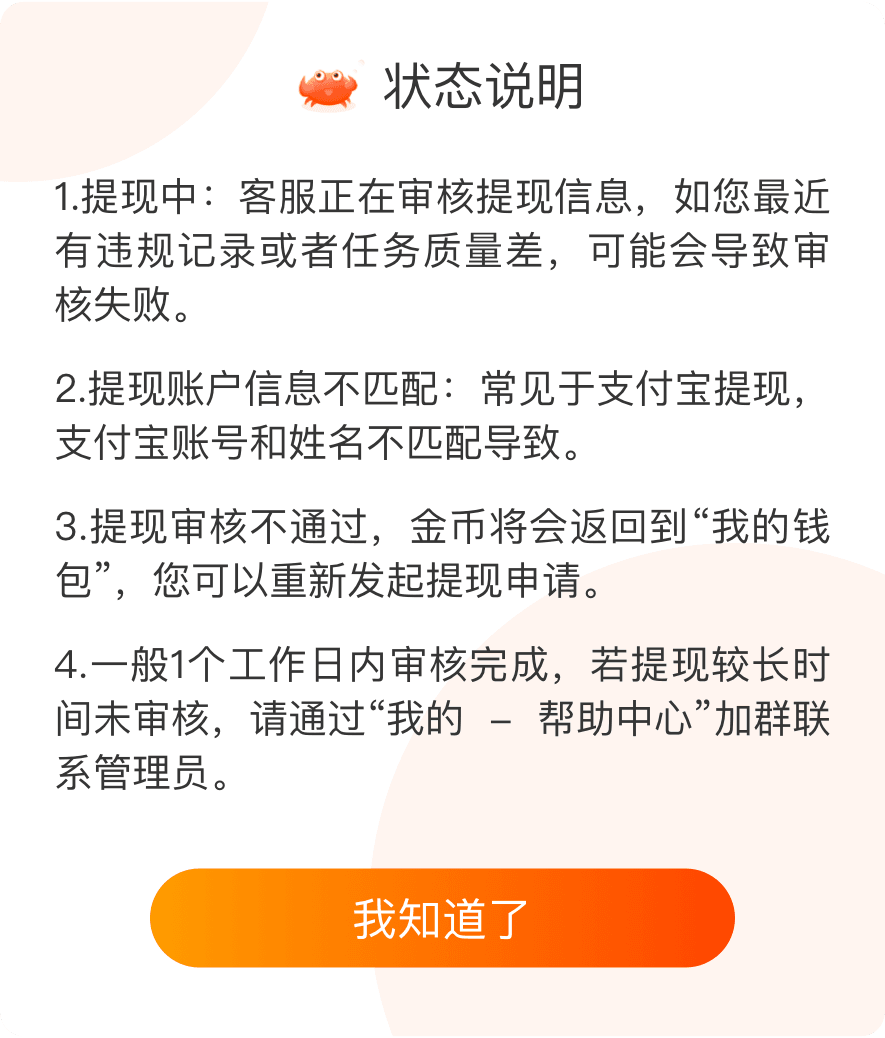 状态说明
1.提现中：客服正在审核提现信息，如您最近
有违规记录或者任务质量差，可能会导致审
核失败。
2.提现账户信息不匹配：常见于支付宝提现，
支付宝账号和姓名不匹配导致。
3.提现审核不通过，金币将会返回到“我的钱
包”，您可以重新发起提现申请。
4.一般1个工作日内审核完成，若提现较长时
间未审核，请通过“我的 – 帮助中心”加群联
系管理员。
我知道了